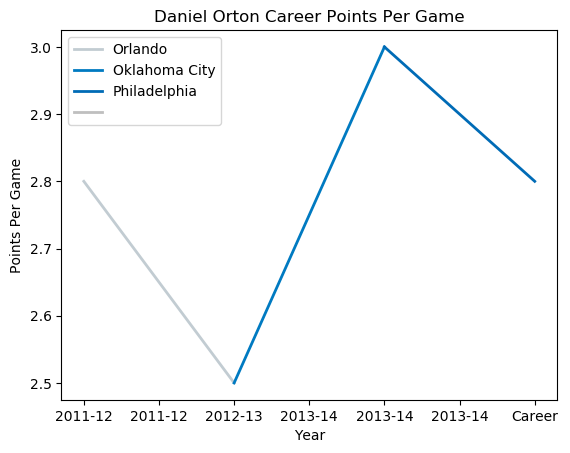 Daniel Orton Career Points Per Game
Orlando
Oklahoma City
Philadelphia
3.0
2.9
2.8
2.7
2.6
2.5
Points Per Game
2011-12 2011-12 2012-13 2013-14 2013-14 2013-14 Career
Year